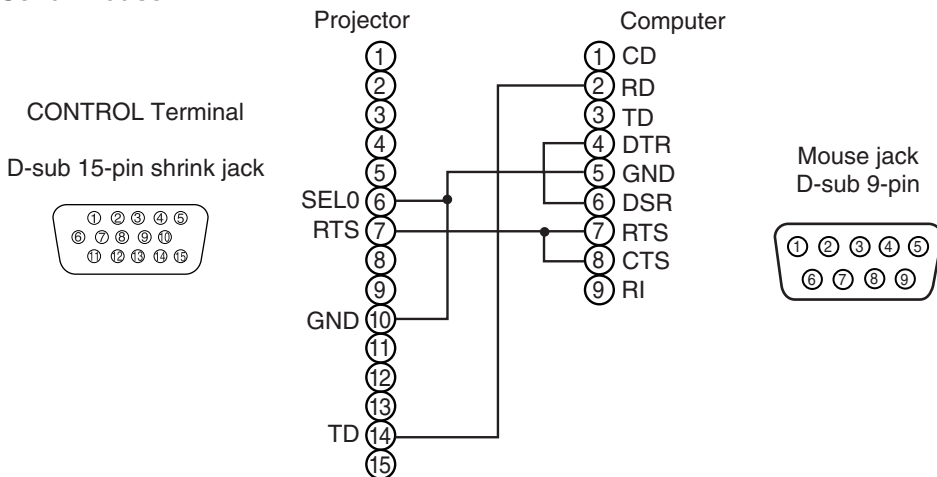 Projector
Computer
CONTROL Terminal
D-sub 15-pin shrink jack
① ② ③ ④ ⑤
⑥ ⑦ ⑧ ⑨ ⑩
⑪ ⑫ ⑬ ⑭ ⑮
①
②
③
④
⑤
SEL0 ⑥
RTS ⑦
⑧
⑨
GND ⑩
⑪
⑫
⑬
TD ⑭
⑮
① CD
② RD
③ TD
④ DTR
⑤ GND
⑥ DSR
⑦ RTS
⑧ CTS
⑨ RI
Mouse jack
D-sub 9-pin
① ② ③ ④ ⑤
⑥ ⑦ ⑧ ⑨